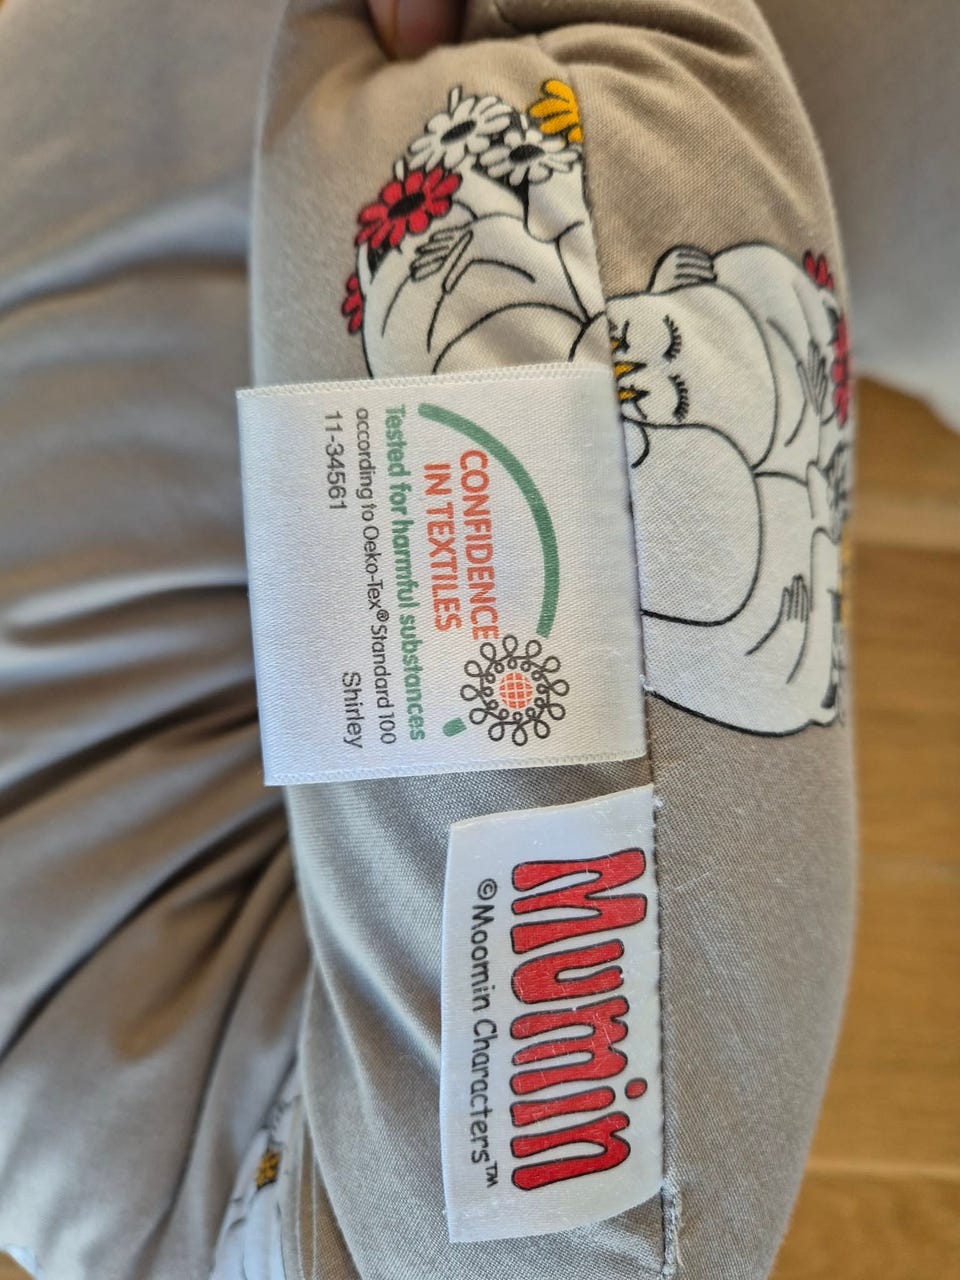 CONFIDENCE
IN TEXTILES
Tested for harmful substances
according to Oeko-Tex® Standard 100
11-34561
Shirley
Mumin
©Moomin Characters™